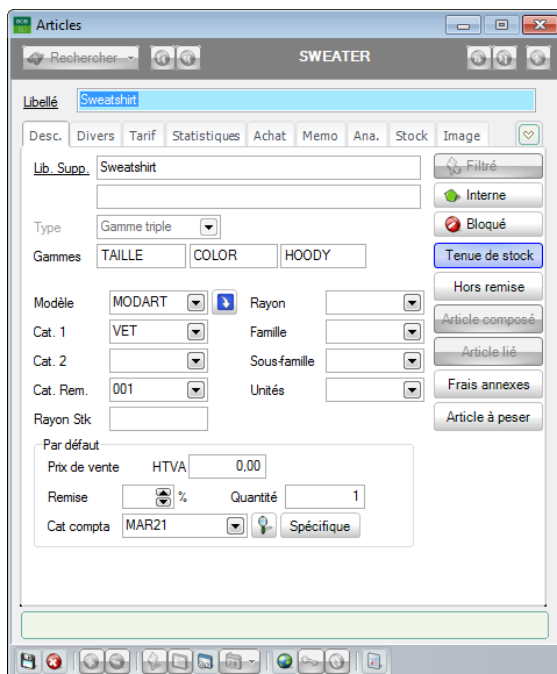 Articles
Rechercher SWEATER
Libellé Sweatshirt
Desc. Divers Tarif Statistiques Achat Memo Ana. Stock Image
Lib. Supp. Sweatshirt Filtré
Interne
Type Gamme triple Bloqué
Gammes TAILLE COLOR HOODY Tenue de stock
Hors remise
Modèle MODART Rayon Article composé
Cat. 1 VET Famille
Cat. 2 Sous-famille Article lié
Cat. Rem. 001 Unités Frais annexes
Rayon Stk Article à peser
Par défaut
Prix de vente HTVA 0,00
Remise % Quantité 1
Cat compta MAR21 Spécifique